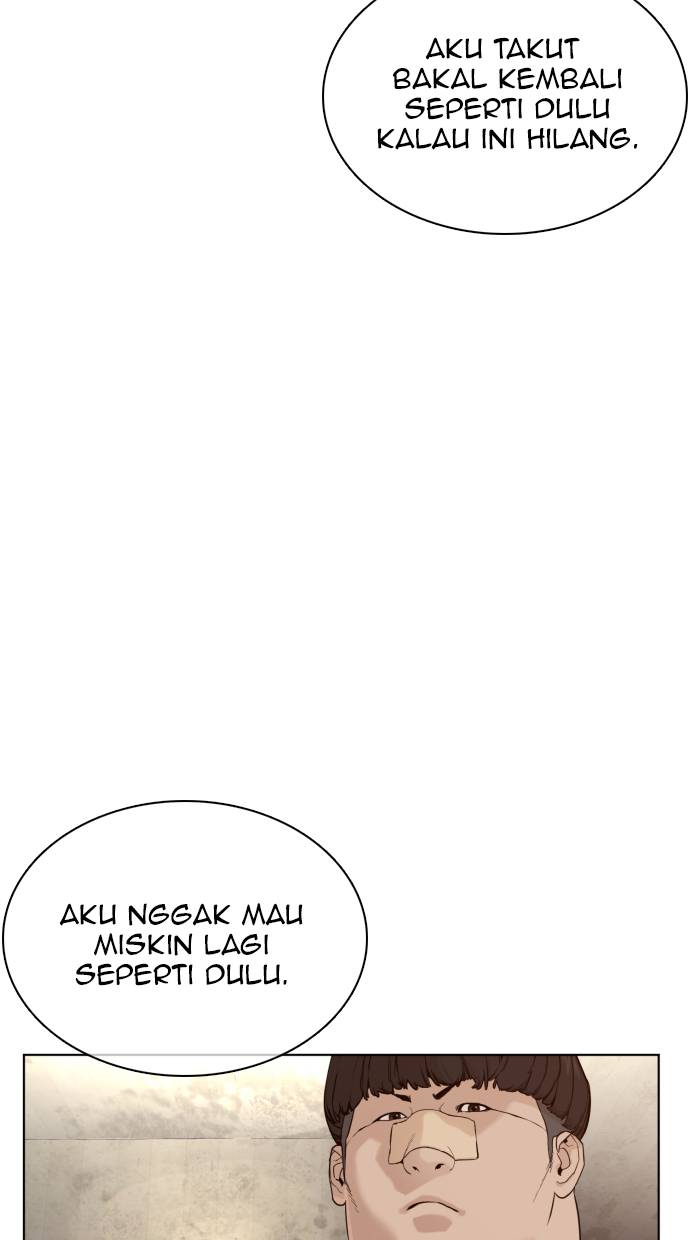 AKU TAKUT
BAKAL KEMBALI
SEPERTI DULU
KALAU INI HILANG.
AKU NGGAK MAU
MISKIN LAGI
SEPERTI DULU.